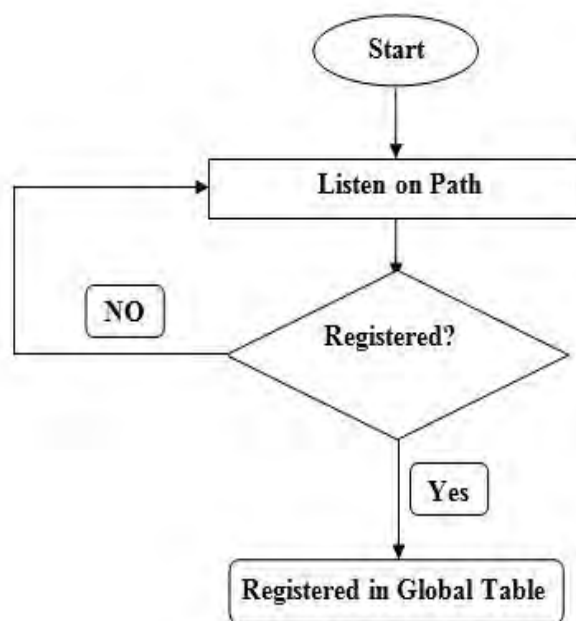 Start
Listen on Path
NO
Registered?
Yes
Registered in Global Table